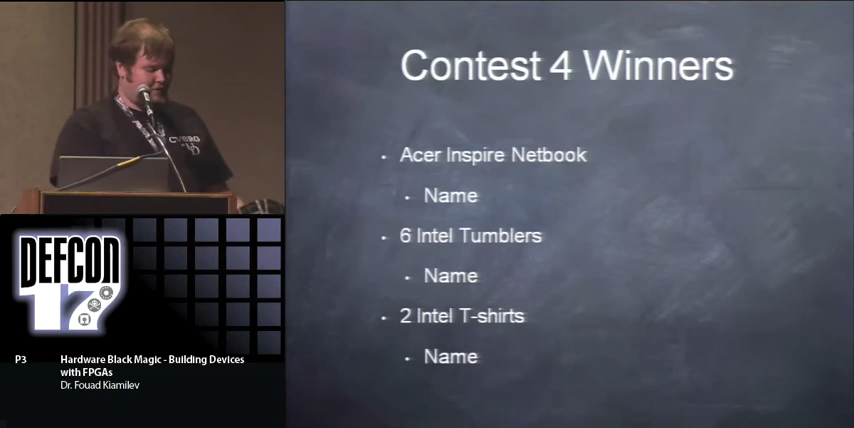 Contest 4 Winners
Acer Inspire Netbook
Name
6 Intel Tumblers
Name
2 Intel T-shirts
Name
DEFCON
17
P3 Hardware Black Magic - Building Devices
with FPGAs
Dr. Fouad Kiamilev